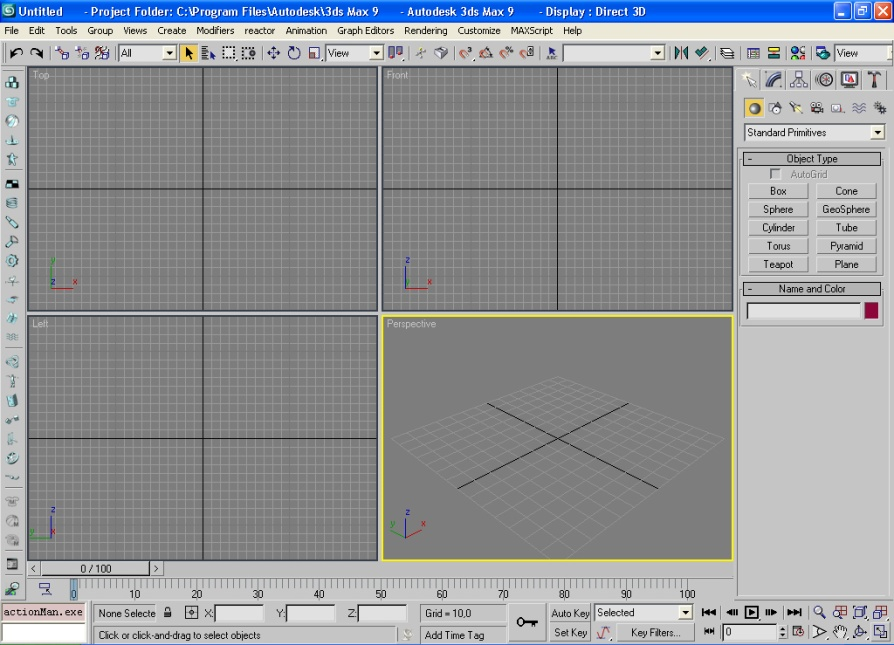 Untitled - Project Folder: C:\Program Files\Autodesk\3ds Max 9 - Autodesk 3ds Max 9 - Display : Direct 3D
File Edit Tools Group Views Create Modifiers reactor Animation Graph Editors Rendering Customize MAXScript Help
All View View
Top Front
Standard Primitives
- Object Type
AutoGrid
Box Cone
Sphere GeoSphere
Cylinder Tube
Torus Pyramid
Teapot Plane
y z x z x
- Name and Color
Left Perspective
z y x z y x
< 0 / 100 >
0 10 20 30 40 50 60 70 80 90 100
actionMan.exe None Selecte X: Y: Z: Grid = 10,0 Auto Key Selected
Click or click-and-drag to select objects Add Time Tag Set Key Key Filters... 0